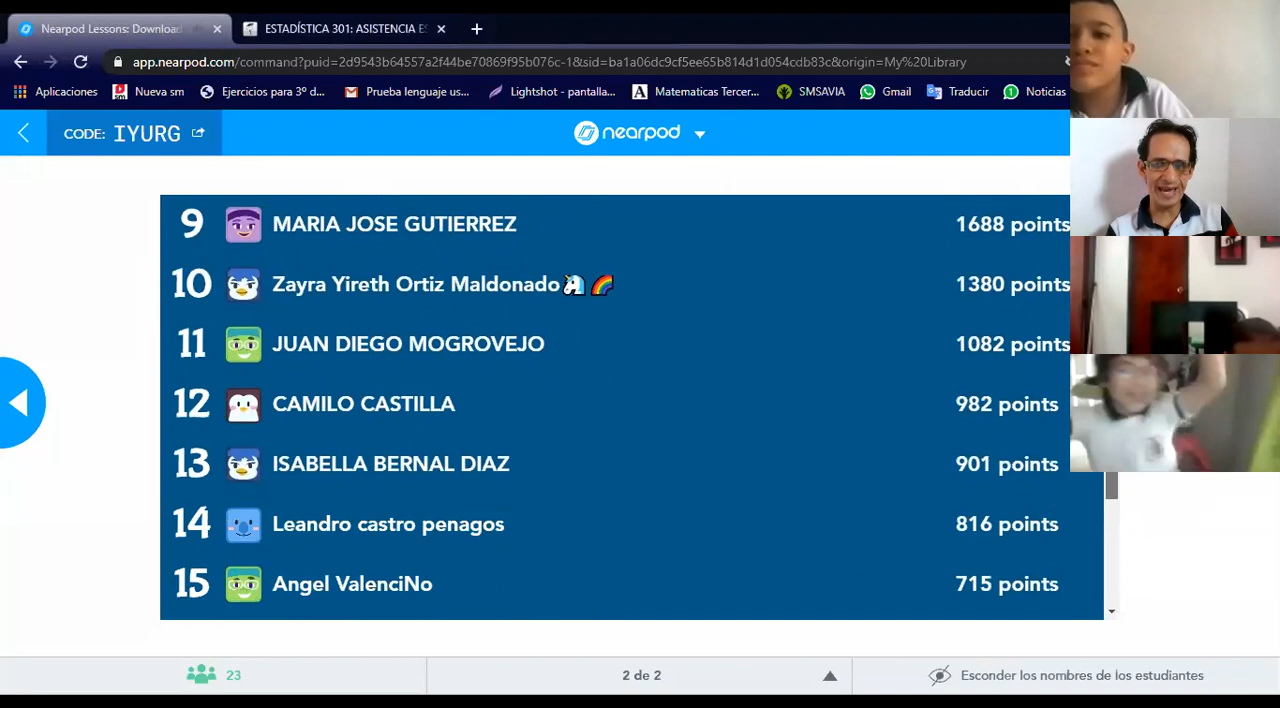 Nearpod Lessons: Download
ESTADÍSTICA 301: ASISTENCIA ES
app.nearpod.com/command?puid=2d9543b64557a2f44be70869f95b076c-1&sid=ba1a06dc9cf5ee65b814d1d054cdb83c&origin=My%20Library
Aplicaciones Nueva sm Ejercicios para 3º d... Prueba lenguaje us... Lightshot - pantalla... Matematicas Tercer... SMSAVIA Gmail Traducir Noticias
CODE: IYURG nearpod
9 MARIA JOSE GUTIERREZ 1688 points
10 Zayra Yireth Ortiz Maldonado🦄🌈 1380 points
11 JUAN DIEGO MOGROVEJO 1082 points
12 CAMILO CASTILLA 982 points
13 ISABELLA BERNAL DIAZ 901 points
14 Leandro castro penagos 816 points
15 Angel ValenciNo 715 points
23 2 de 2 Esconder los nombres de los estudiantes